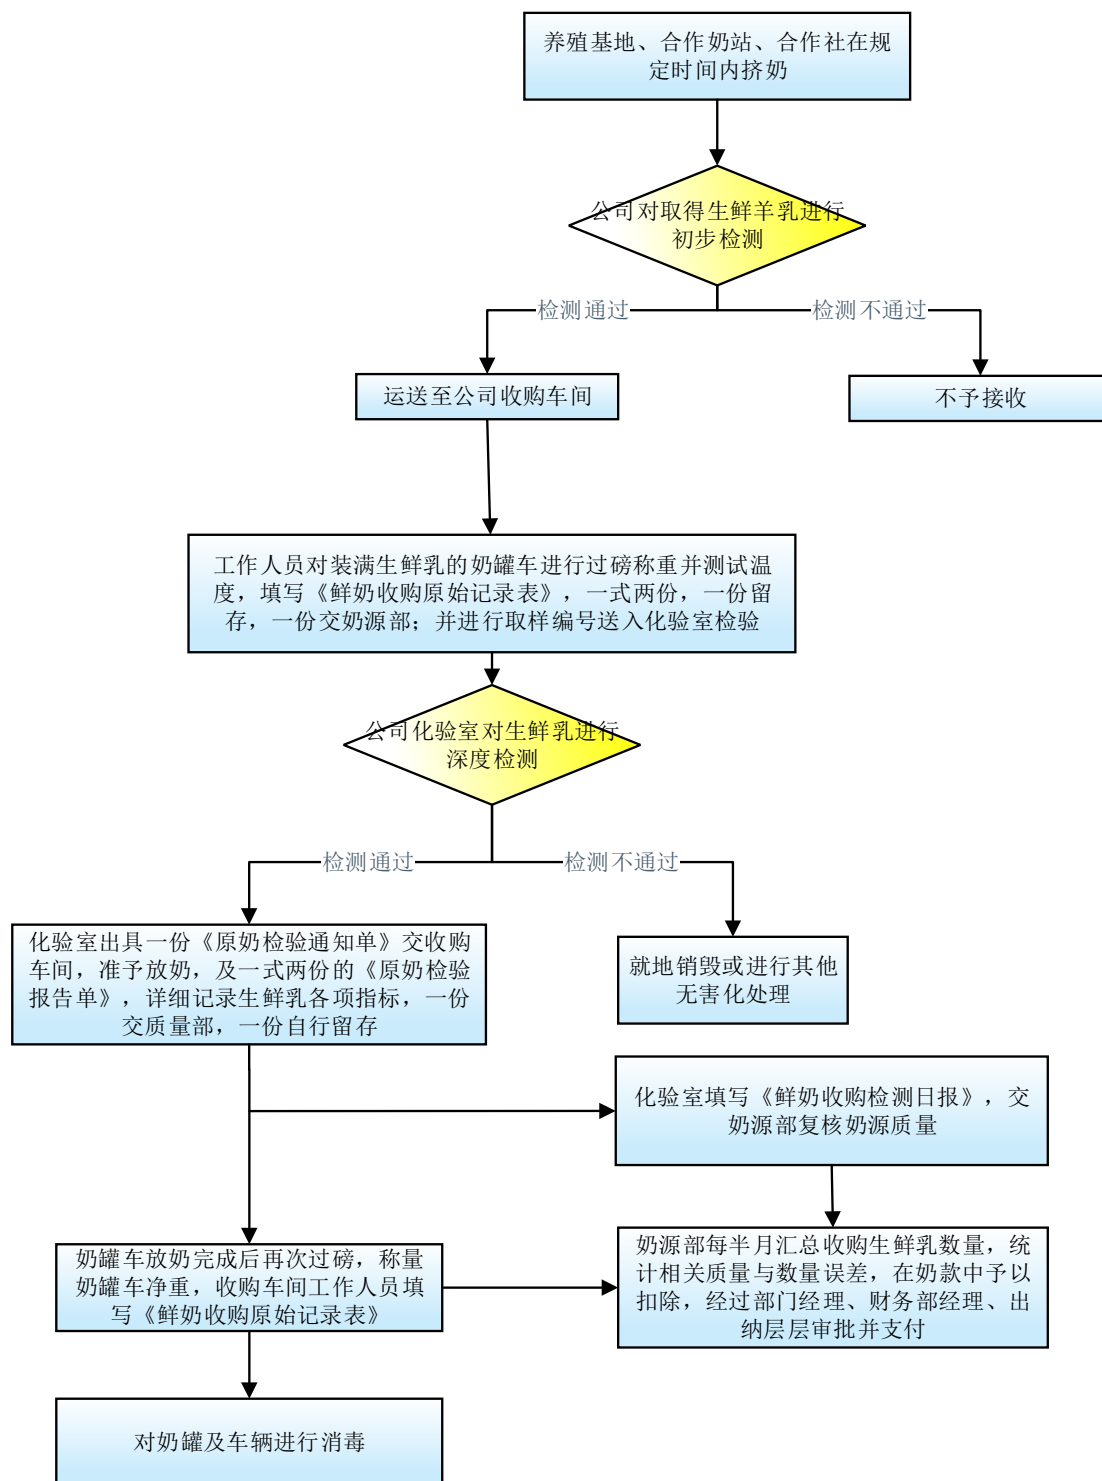 养殖基地、合作奶站、合作社在规
定时间内挤奶
公司对取得生鲜羊乳进行
初步检测
检测通过
检测不通过
运送至公司收购车间
不予接收
工作人员对装满生鲜乳的奶罐车进行过磅称重并测试温
度，填写《鲜奶收购原始记录表》，一式两份，一份留
存，一份交奶源部；并进行取样编号送入化验室检验
公司化验室对生鲜乳进行
深度检测
检测通过
检测不通过
化验室出具一份《原奶检验通知单》交收购
车间，准予放奶，及一式两份的《原奶检验
报告单》，详细记录生鲜乳各项指标，一份
交质量部，一份自行留存
就地销毁或进行其他
无害化处理
化验室填写《鲜奶收购检测日报》，交
奶源部复核奶源质量
奶罐车放奶完成后再次过磅，称量
奶罐车净重，收购车间工作人员填
写《鲜奶收购原始记录表》
奶源部每半月汇总收购生鲜乳数量，统
计相关质量与数量误差，在奶款中予以
扣除，经过部门经理、财务部经理、出
纳层层审批并支付
对奶罐及车辆进行消毒